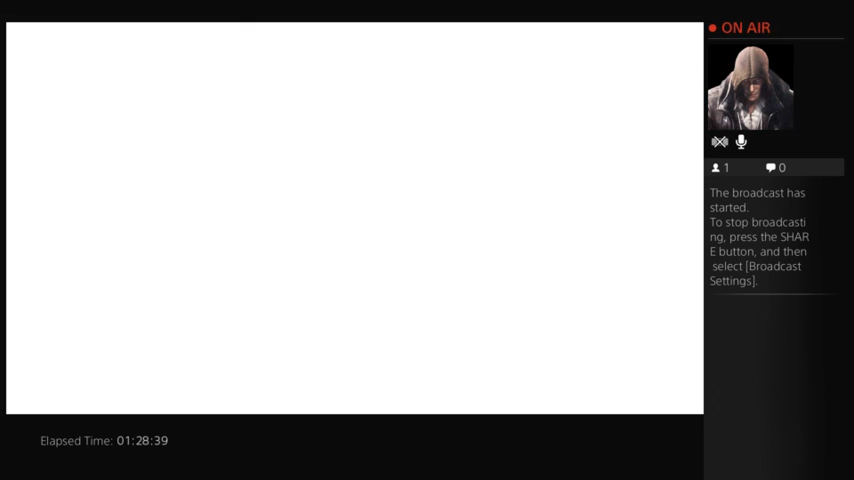 ON AIR
1 0
The broadcast has
started.
To stop broadcasti
ng, press the SHAR
E button, and then
select [Broadcast
Settings].
Elapsed Time: 01:28:39